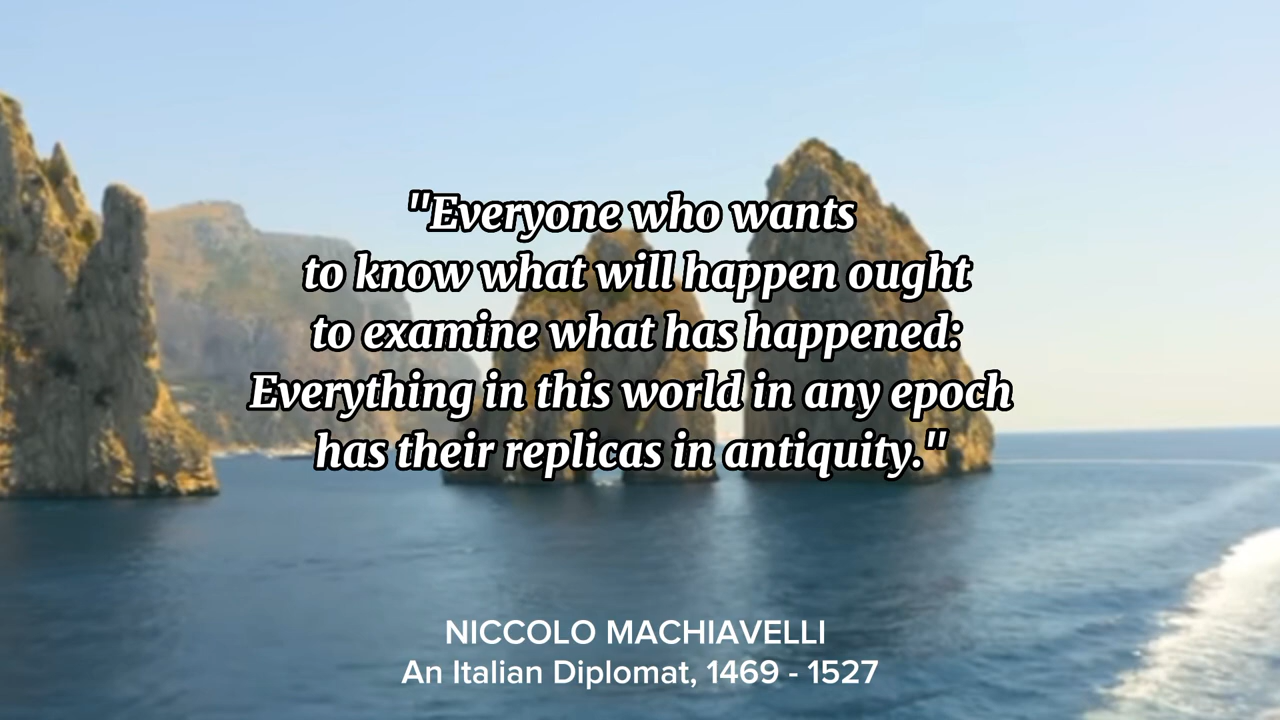 "Everyone who wants
to know what will happen ought
to examine what has happened:
Everything in this world in any epoch
has their replicas in antiquity."
NICCOLO MACHIAVELLI
An Italian Diplomat, 1469 - 1527